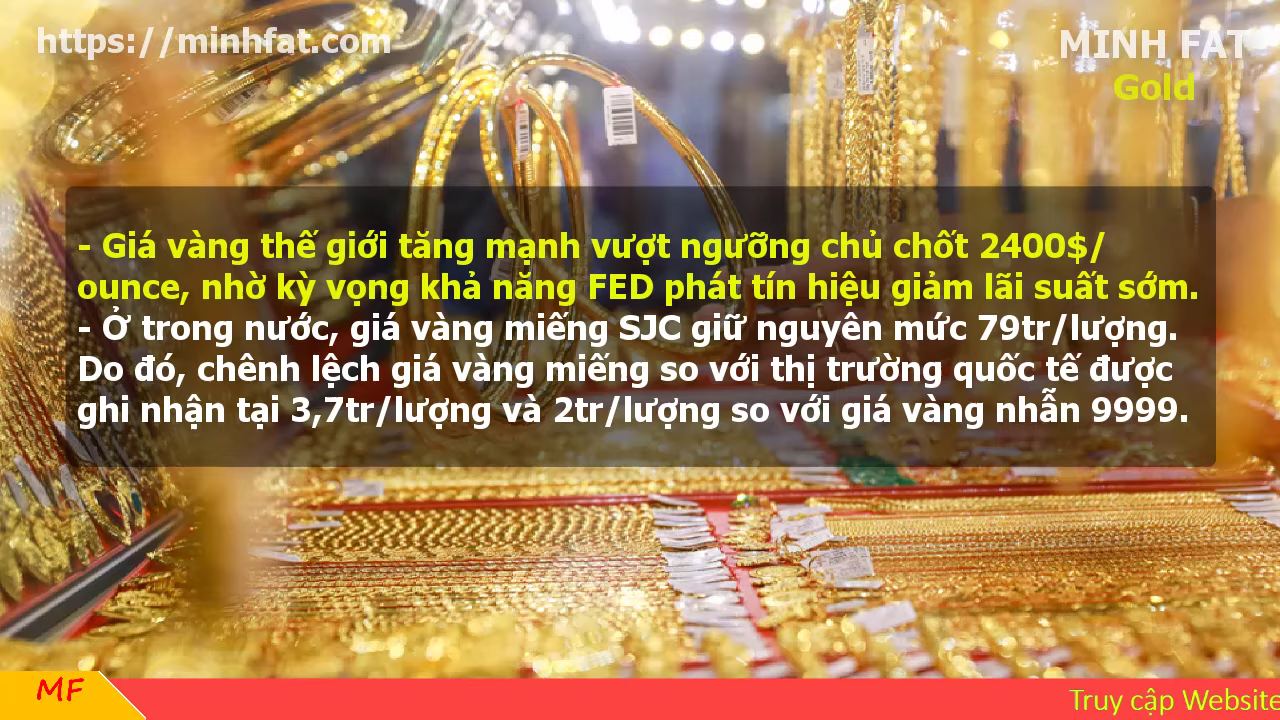 https://minhfat.com
MINH FAT
Gold
- Giá vàng thế giới tăng mạnh vượt ngưỡng chủ chốt 2400$/
ounce, nhờ kỳ vọng khả năng FED phát tín hiệu giảm lãi suất sớm.
- Ở trong nước, giá vàng miếng SJC giữ nguyên mức 79tr/lượng.
Do đó, chênh lệch giá vàng miếng so với thị trường quốc tế được
ghi nhận tại 3,7tr/lượng và 2tr/lượng so với giá vàng nhẫn 9999.
MF
Truy cập Website